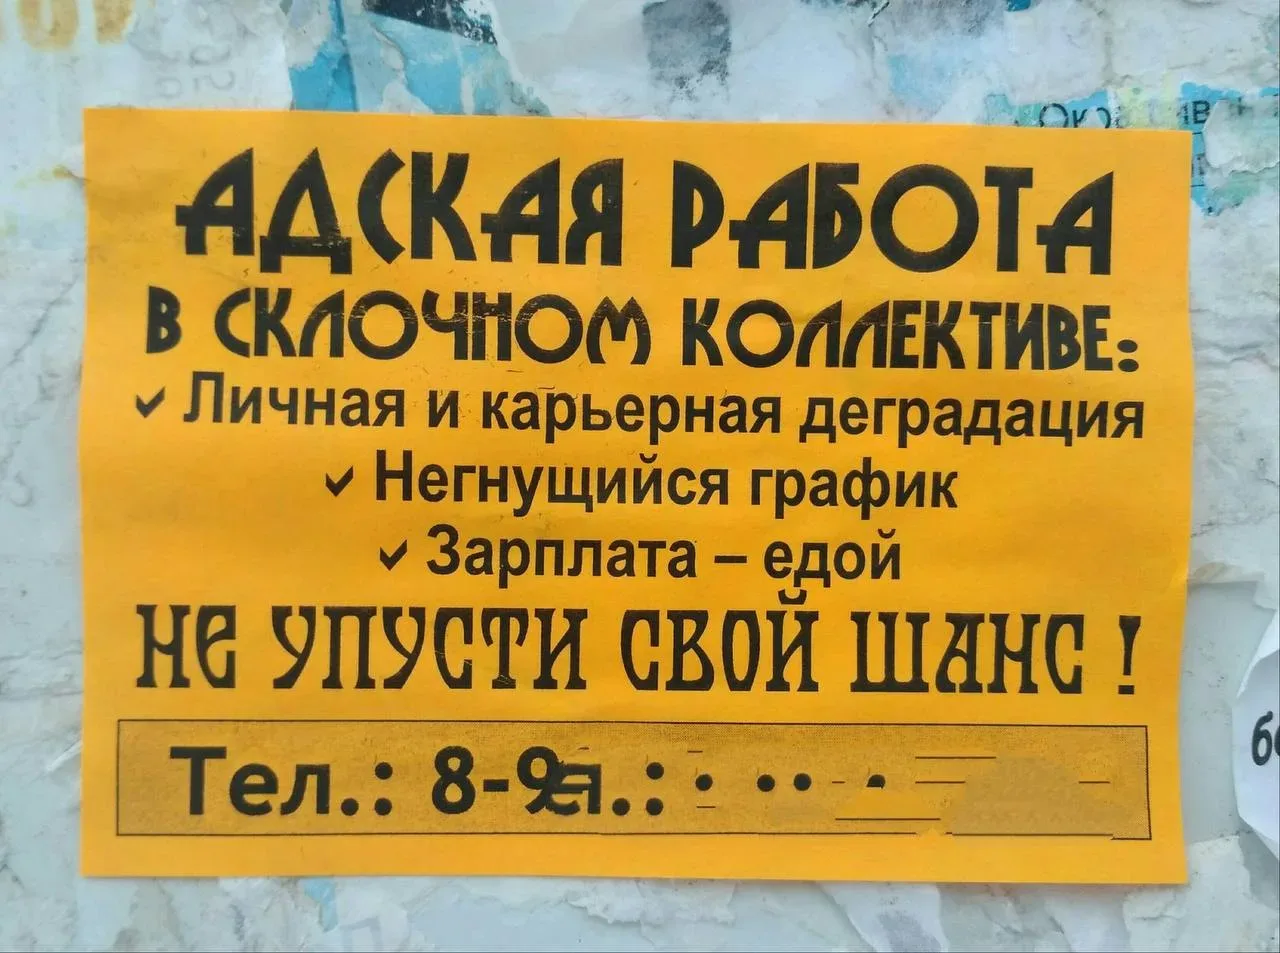 АДСКАЯ РАБОТА
В СКЛОЧНОМ КОЛЛЕКТИВЕ:
✓ Личная и карьерная деградация
✓ Негнущийся график
✓ Зарплата – едой
НЕ УПУСТИ СВОЙ ШАНС !
Тел.: 8-9